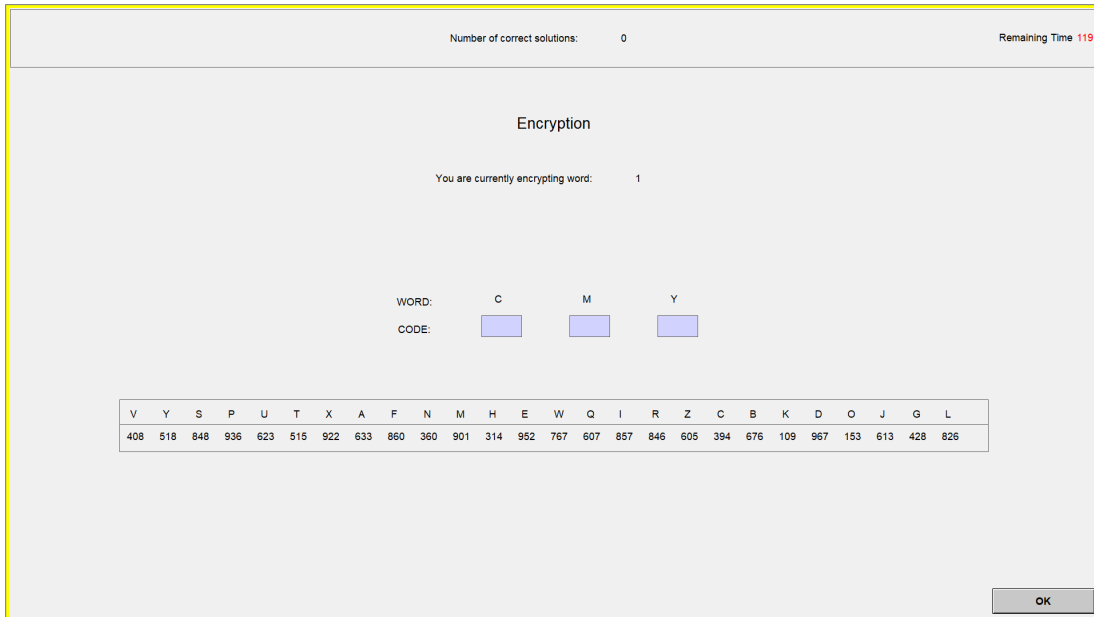 Number of correct solutions: 0 Remaining Time 119
Encryption
You are currently encrypting word: 1
WORD: C M Y
CODE:
V Y S P U T X A F N M H E W Q I R Z C B K D O J G L
408 518 848 936 623 515 922 633 860 360 901 314 952 767 607 857 846 605 394 676 109 967 153 613 428 826
OK